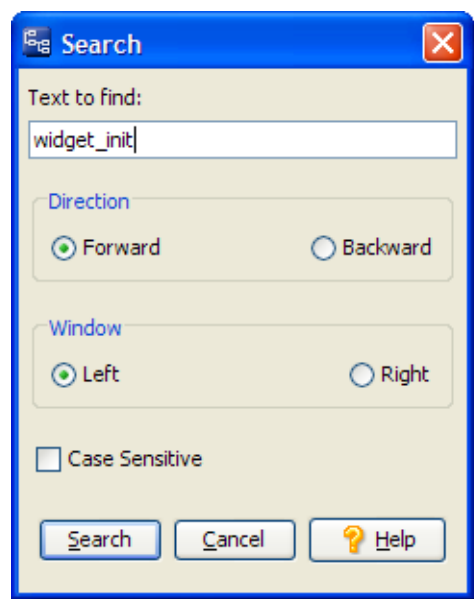 Search
Text to find:
widget_init
Direction
Forward Backward
Window
Left Right
Case Sensitive
Search Cancel Help